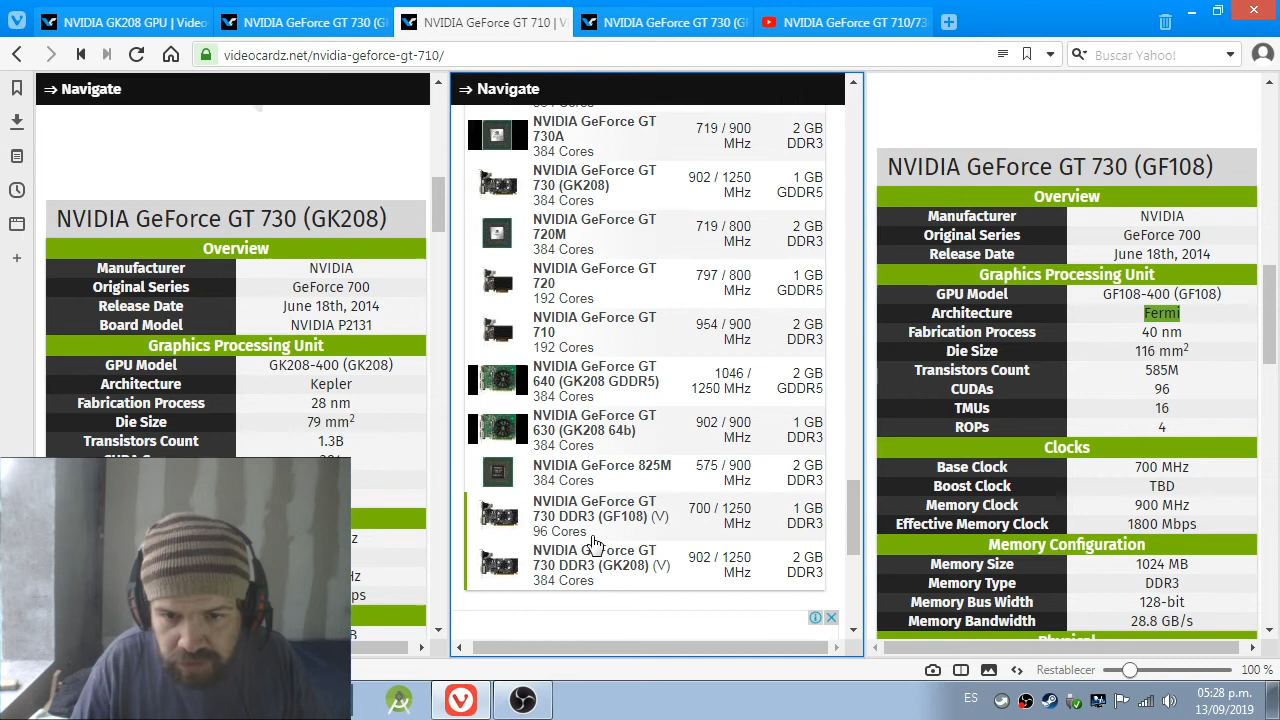 NVIDIA GK208 GPU | Video
NVIDIA GeForce GT 730 (G
NVIDIA GeForce GT 710 | V
NVIDIA GeForce GT 730 (GF
NVIDIA GeForce GT 710/73
videocardz.net/nvidia-geforce-gt-710/
Buscar Yahoo!
⇒ Navigate
NVIDIA GeForce GT 730 (GK208)
Overview
Manufacturer NVIDIA
Original Series GeForce 700
Release Date June 18th, 2014
Board Model NVIDIA P2131
Graphics Processing Unit
GPU Model GK208-400 (GK208)
Architecture Kepler
Fabrication Process 28 nm
Die Size 79 mm²
Transistors Count 1.3B
⇒ Navigate
NVIDIA GeForce GT 719 / 900 2 GB
730A MHz DDR3
384 Cores
NVIDIA GeForce GT 902 / 1250 1 GB
730 (GK208) MHz GDDR5
384 Cores
NVIDIA GeForce GT 719 / 800 2 GB
720M MHz DDR3
384 Cores
NVIDIA GeForce GT 797 / 800 1 GB
720 MHz GDDR5
192 Cores
NVIDIA GeForce GT 954 / 900 2 GB
710 MHz DDR3
192 Cores
NVIDIA GeForce GT 1046 / 2 GB
640 (GK208 GDDR5) 1250 MHz GDDR5
384 Cores
NVIDIA GeForce GT 902 / 900 1 GB
630 (GK208 64b) MHz DDR3
384 Cores
NVIDIA GeForce 825M 575 / 900 2 GB
384 Cores MHz DDR3
NVIDIA GeForce GT 700 / 1250 1 GB
730 DDR3 (GF108) (V) MHz DDR3
96 Cores
NVIDIA GeForce GT 902 / 1250 2 GB
730 DDR3 (GK208) (V) MHz DDR3
384 Cores
NVIDIA GeForce GT 730 (GF108)
Overview
Manufacturer NVIDIA
Original Series GeForce 700
Release Date June 18th, 2014
Graphics Processing Unit
GPU Model GF108-400 (GF108)
Architecture Fermi
Fabrication Process 40 nm
Die Size 116 mm²
Transistors Count 585M
CUDAs 96
TMUs 16
ROPs 4
Clocks
Base Clock 700 MHz
Boost Clock TBD
Memory Clock 900 MHz
Effective Memory Clock 1800 Mbps
Memory Configuration
Memory Size 1024 MB
Memory Type DDR3
Memory Bus Width 128-bit
Memory Bandwidth 28.8 GB/s
Restablecer 100 %
ES
05:28 p.m.
13/09/2019